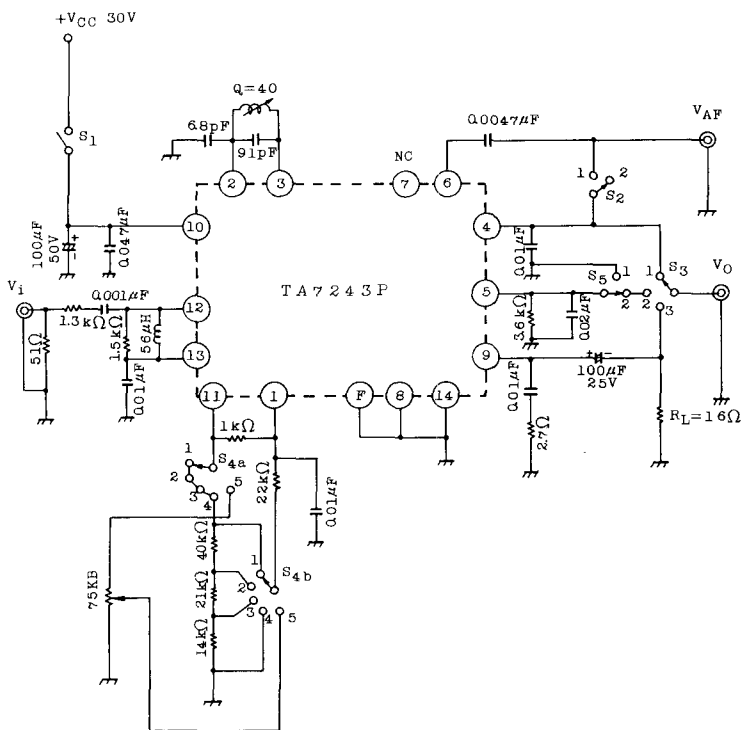 +VCC 30V
Q=40
S1
68pF
91pF
0.0047μF
VAF
NC
2
3
7
6
1
2
S2
100μF
50V
0.047μF
10
4
0.01μF
S5
1
S3
1
VO
Vi
0.001μF
12
TA7243P
5
2
2
3
1.3kΩ
1.5kΩ
56μH
3.6kΩ
0.02μF
51Ω
13
9
100μF
25V
0.01μF
0.01μF
11
1
F
8
14
2.7Ω
RL=16Ω
1kΩ
1
S4a
2
3
4
5
22kΩ
0.01μF
40kΩ
1
S4b
75KB
21kΩ
2
3
4
5
14kΩ